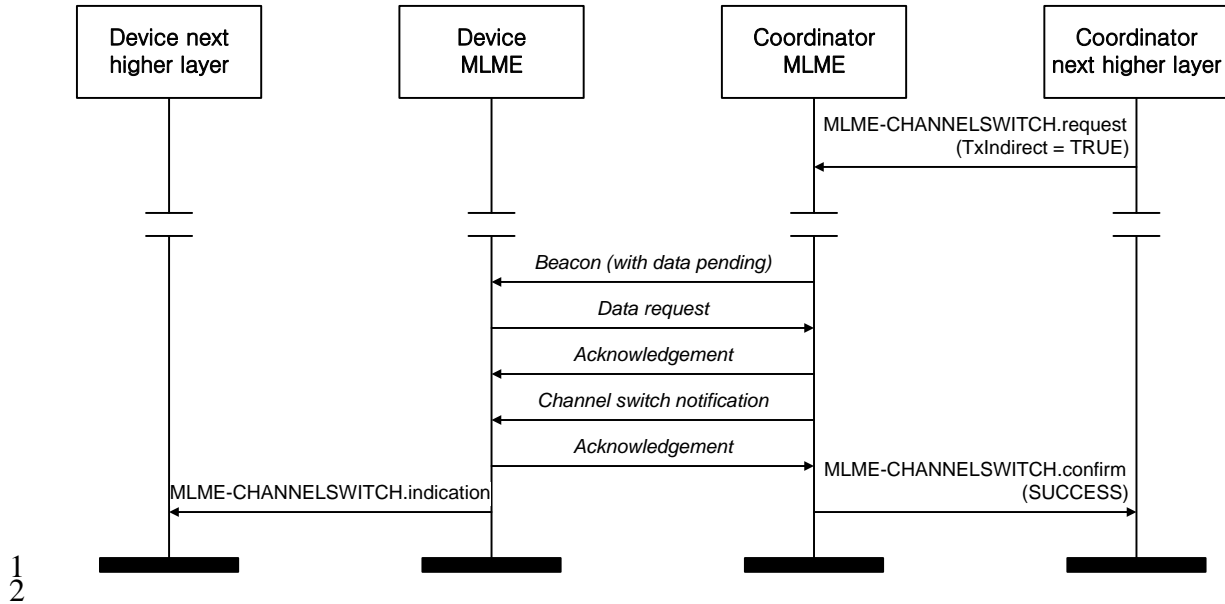 Device next
higher layer
Device
MLME
Coordinator
MLME
Coordinator
next higher layer
MLME-CHANNELSWITCH.request
(TxIndirect = TRUE)
Beacon (with data pending)
Data request
Acknowledgement
Channel switch notification
Acknowledgement
MLME-CHANNELSWITCH.indication
MLME-CHANNELSWITCH.confirm
(SUCCESS)
1
2